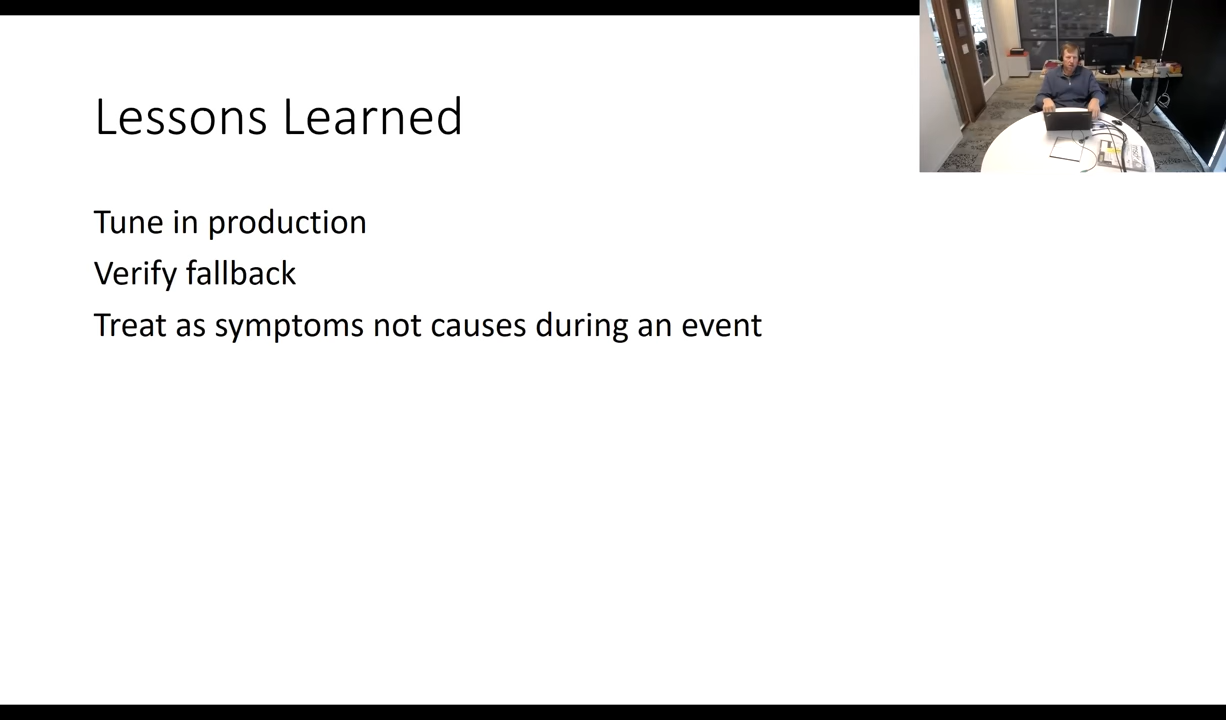 Lessons Learned
Tune in production
Verify fallback
Treat as symptoms not causes during an event